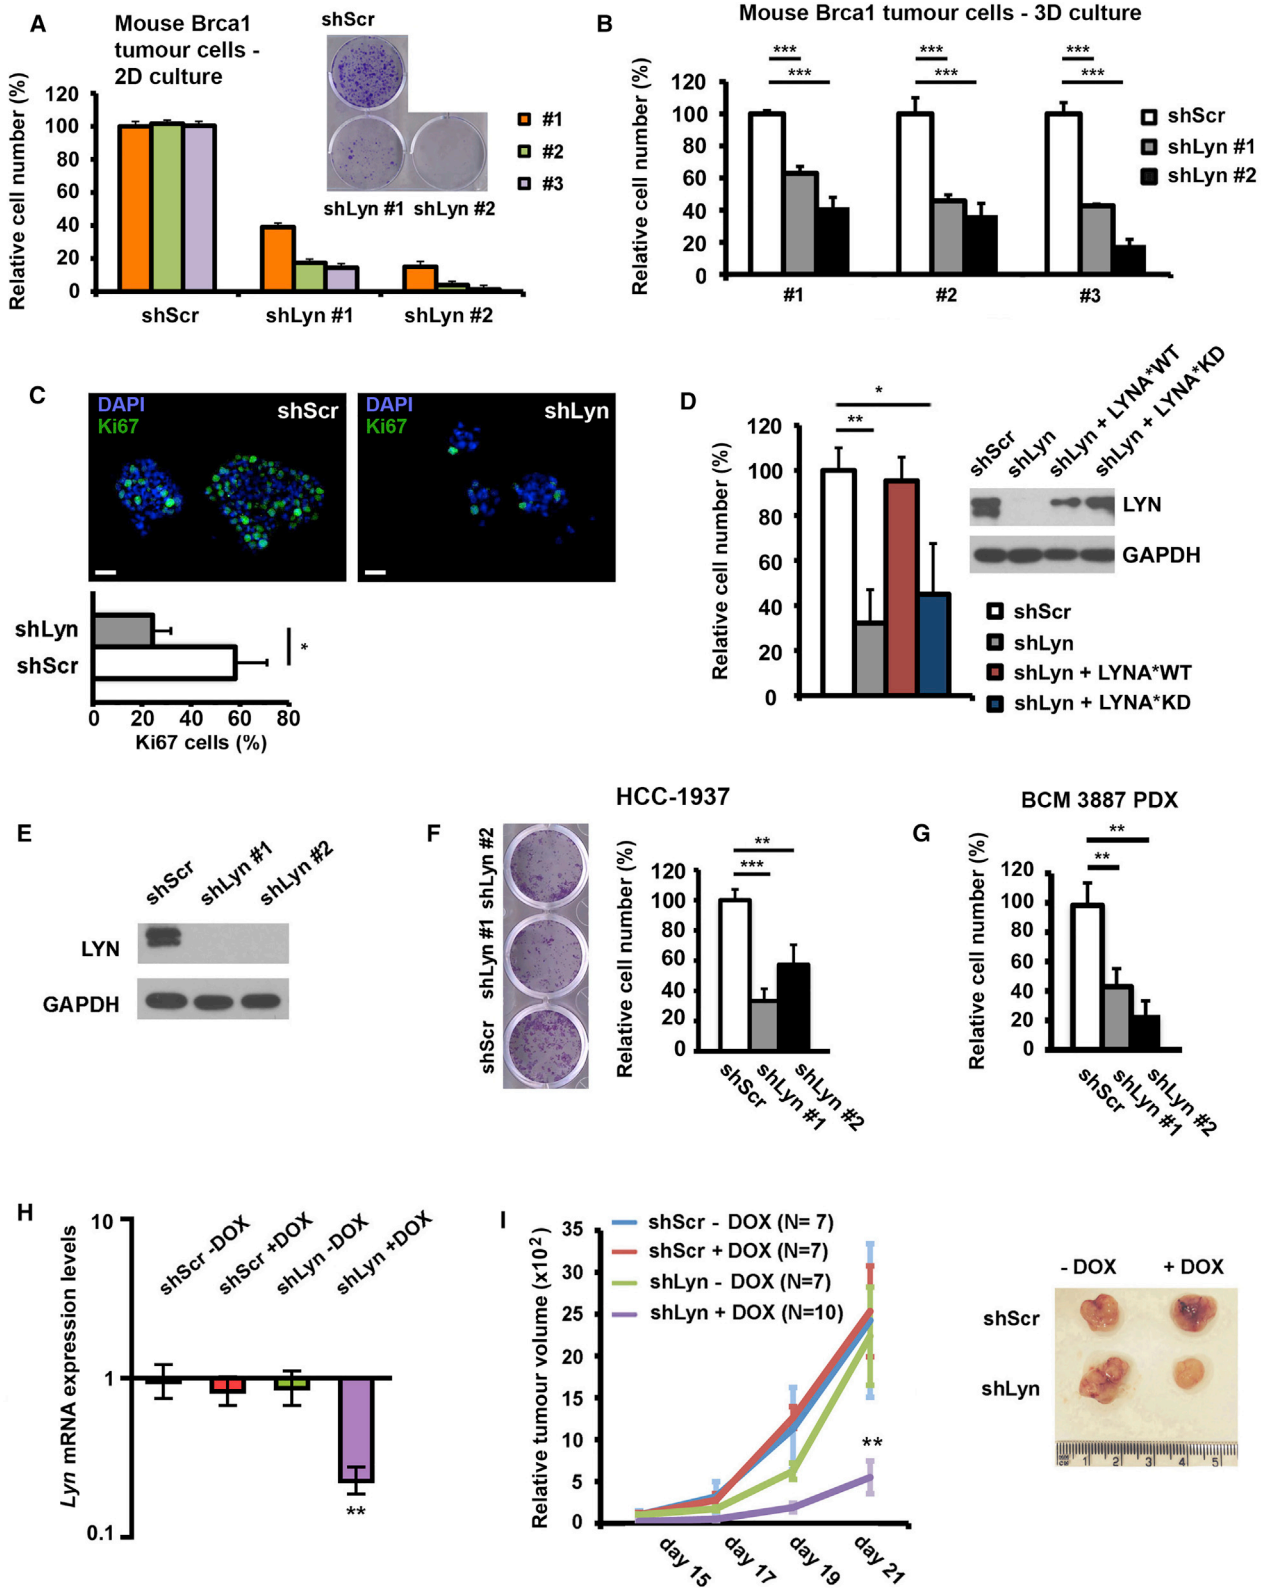 A
Mouse Brca1
tumour cells -
2D culture
shScr
shLyn #1 shLyn #2
#1
#2
#3
Relative cell number (%)
120
100
80
60
40
20
0
shScr shLyn #1 shLyn #2
B
Mouse Brca1 tumour cells - 3D culture
*** *** ***
*** *** ***
Relative cell number (%)
120
100
80
60
40
20
0
#1 #2 #3
shScr
shLyn #1
shLyn #2
C
DAPI
Ki67
shScr
DAPI
Ki67
shLyn
shLyn
shScr
*
0 20 40 60 80
Ki67 cells (%)
D
*
**
Relative cell number (%)
120
100
80
60
40
20
0
shScr
shLyn
shLyn + LYNA*WT
shLyn + LYNA*KD
LYN
GAPDH
shScr
shLyn
shLyn + LYNA*WT
shLyn + LYNA*KD
E
shScr
shLyn #1
shLyn #2
LYN
GAPDH
F
HCC-1937
shLyn #2
shLyn #1
shScr
**
***
Relative cell number (%)
120
100
80
60
40
20
0
shScr
shLyn #1
shLyn #2
G
BCM 3887 PDX
**
**
Relative cell number (%)
120
100
80
60
40
20
0
shScr
shLyn #1
shLyn #2
H
Lyn mRNA expression levels
10
1
0.1
shScr -DOX
shScr +DOX
shLyn -DOX
shLyn +DOX
**
I
Relative tumour volume (x10²)
35
30
25
20
15
10
5
0
shScr - DOX (N= 7)
shScr + DOX (N=7)
shLyn - DOX (N=7)
shLyn + DOX (N=10)
**
day 15
day 17
day 19
day 21
- DOX + DOX
shScr
shLyn
1 2 3 4 5